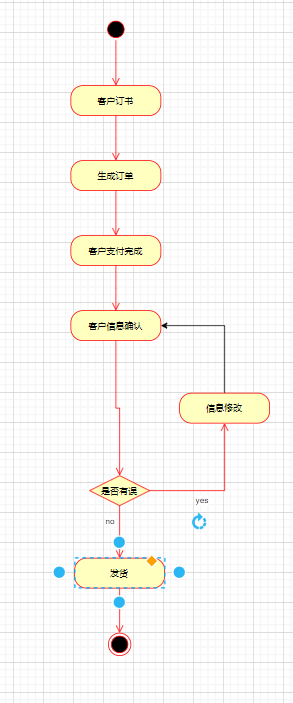 客户订书
生成订单
客户支付完成
客户信息确认
信息修改
是否有误
yes
no
发货